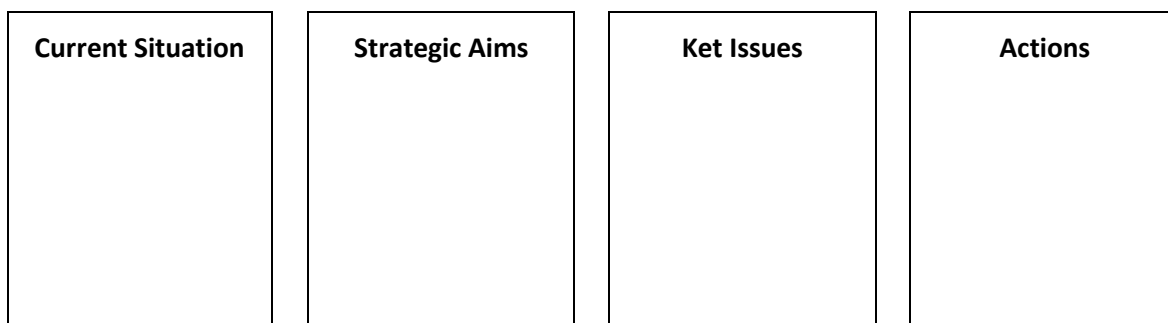 Current Situation
Strategic Aims
Ket Issues
Actions